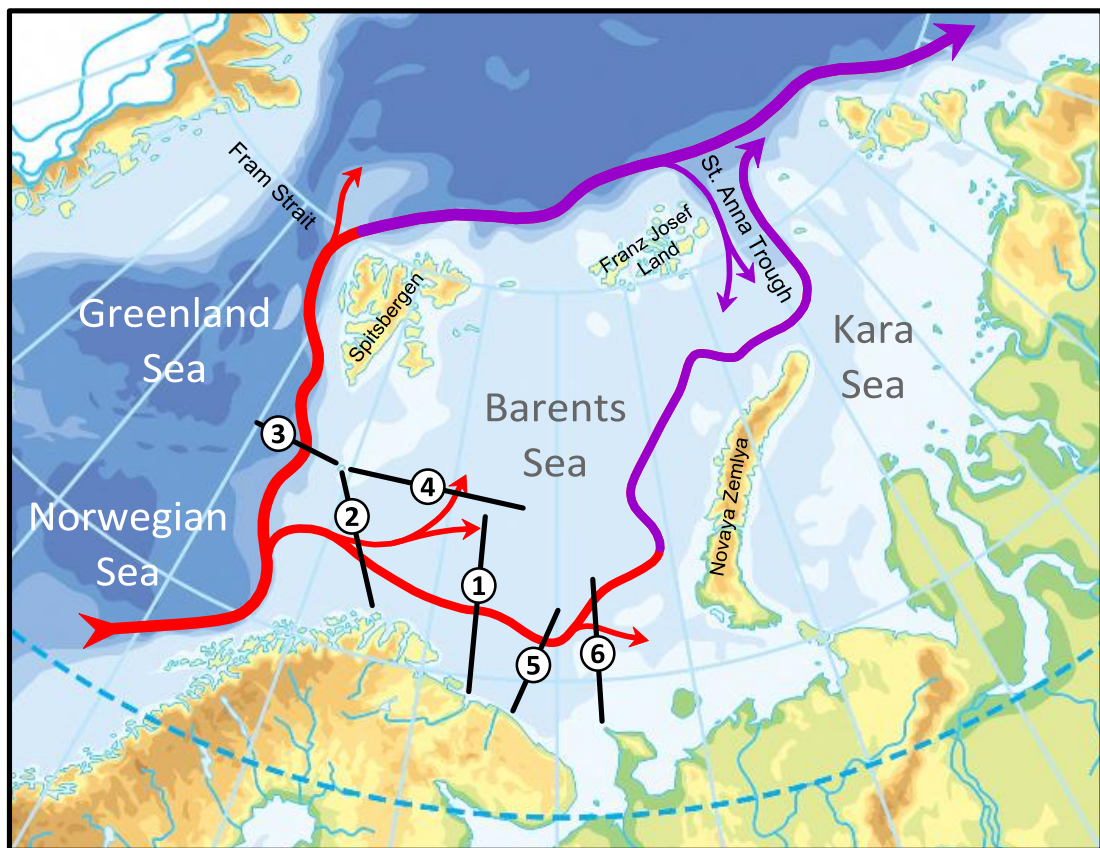 Fram Strait
St. Anna Trough
Franz Josef
Land
Spitsbergen
Greenland
Sea
Kara
Sea
Barents
Sea
3
4
Novaya Zemlya
Norwegian
Sea
2
1
5
6